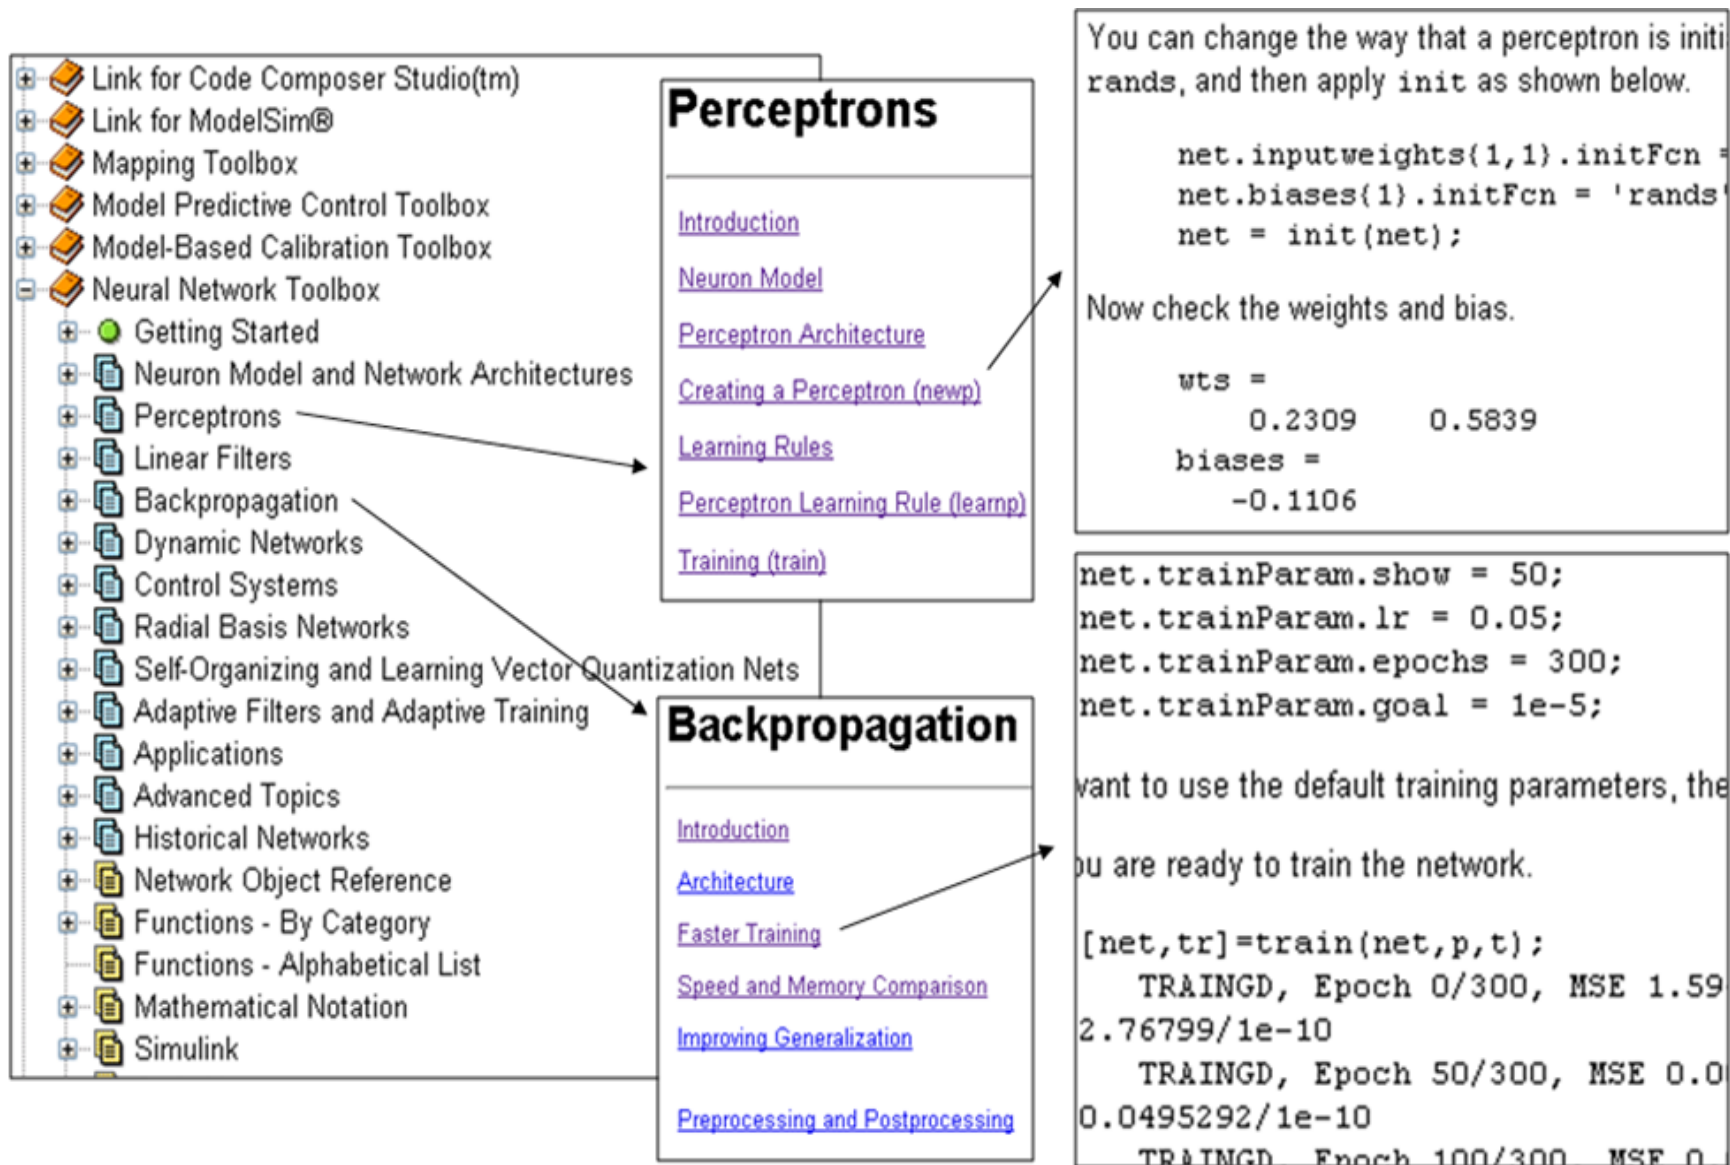 Link for Code Composer Studio(tm)
Link for ModelSim®
Mapping Toolbox
Model Predictive Control Toolbox
Model-Based Calibration Toolbox
Neural Network Toolbox
Getting Started
Neuron Model and Network Architectures
Perceptrons
Linear Filters
Backpropagation
Dynamic Networks
Control Systems
Radial Basis Networks
Self-Organizing and Learning Vector Quantization Nets
Adaptive Filters and Adaptive Training
Applications
Advanced Topics
Historical Networks
Network Object Reference
Functions - By Category
Functions - Alphabetical List
Mathematical Notation
Simulink
Perceptrons
Introduction
Neuron Model
Perceptron Architecture
Creating a Perceptron (newp)
Learning Rules
Perceptron Learning Rule (learnp)
Training (train)
Backpropagation
Introduction
Architecture
Faster Training
Speed and Memory Comparison
Improving Generalization
Preprocessing and Postprocessing
You can change the way that a perceptron is initi
rands, and then apply init as shown below.
net.inputweights{1,1}.initFcn =
net.biases{1}.initFcn = 'rands'
net = init(net);
Now check the weights and bias.
wts =
0.2309 0.5839
biases =
-0.1106
net.trainParam.show = 50;
net.trainParam.lr = 0.05;
net.trainParam.epochs = 300;
net.trainParam.goal = 1e-5;
want to use the default training parameters, the
ou are ready to train the network.
[net,tr]=train(net,p,t);
TRAINGD, Epoch 0/300, MSE 1.59
2.76799/1e-10
TRAINGD, Epoch 50/300, MSE 0.0
0.0495292/1e-10
TRAINGD, Epoch 100/300, MSE 0.